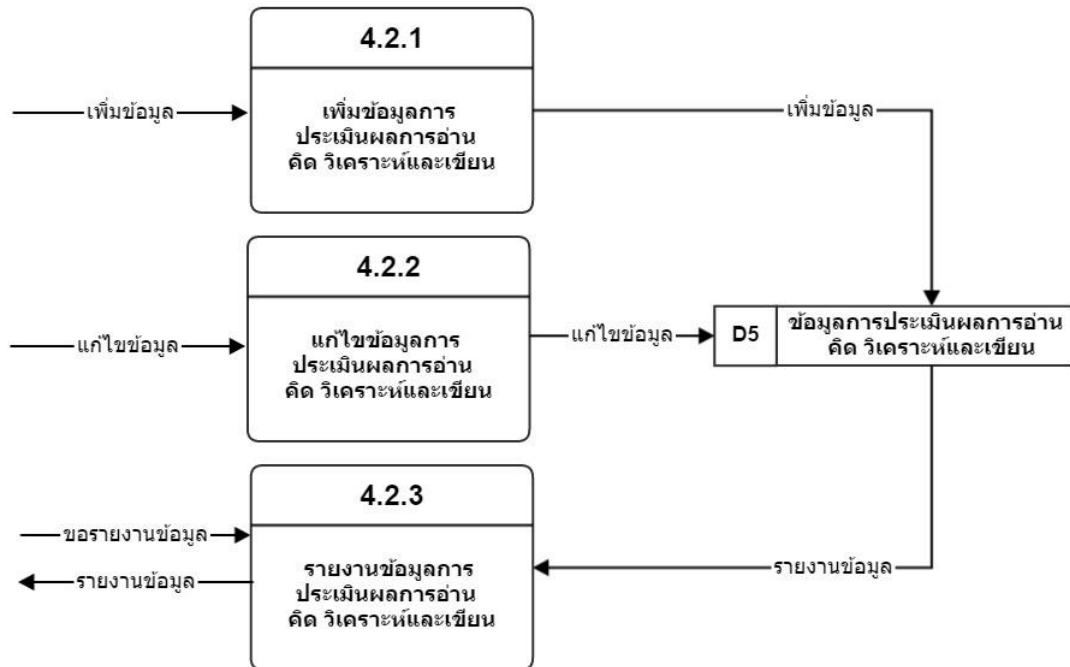 4.2.1
เพิ่มข้อมูล
เพิ่มข้อมูลการ
ประเมินผลการอ่าน
คิด วิเคราะห์และเขียน
เพิ่มข้อมูล
4.2.2
แก้ไขข้อมูล
แก้ไขข้อมูลการ
ประเมินผลการอ่าน
คิด วิเคราะห์และเขียน
แก้ไขข้อมูล
D5
ข้อมูลการประเมินผลการอ่าน
คิด วิเคราะห์และเขียน
4.2.3
ขอรายงานข้อมูล
รายงานข้อมูล
รายงานข้อมูลการ
ประเมินผลการอ่าน
คิด วิเคราะห์และเขียน
รายงานข้อมูล